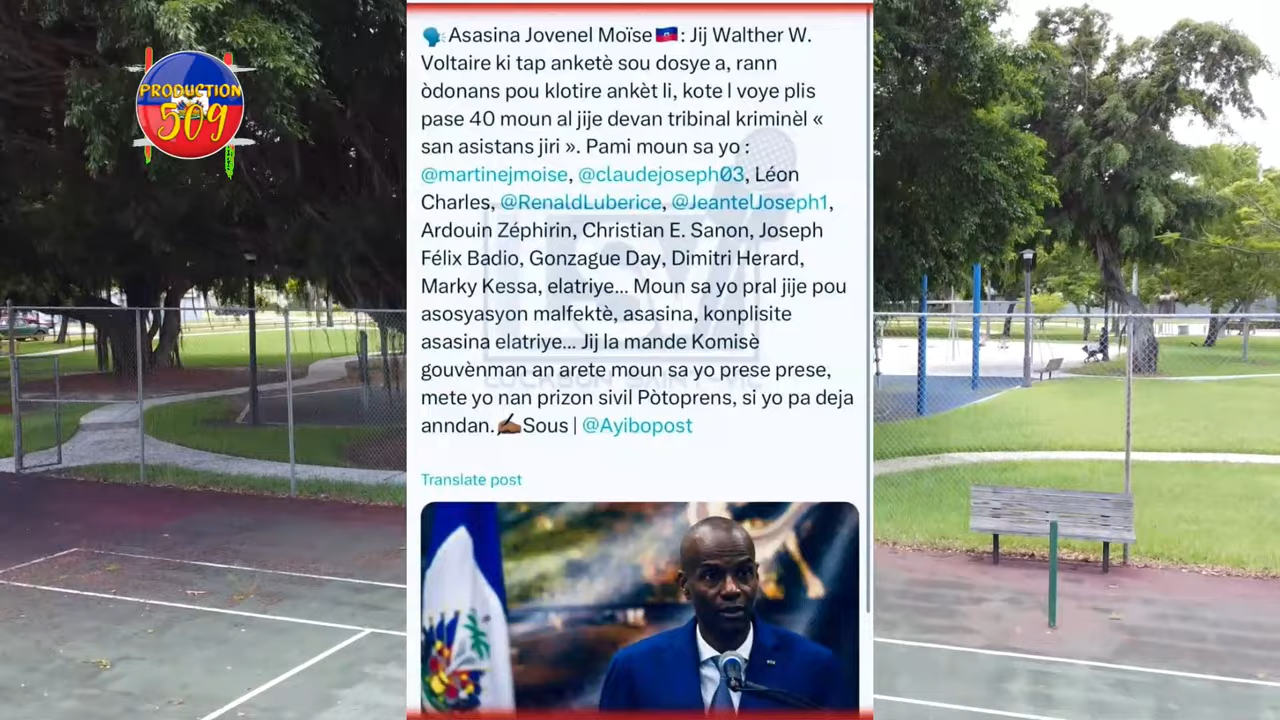 PRODUCTION
509
Asasina Jovenel Moïse : Jij Walther W.
Voltaire ki tap anketè sou dosye a, rann
òdonans pou klotire ankèt li, kote l voye plis
pase 40 moun al jije devan tribinal kriminèl «
san asistans jiri ». Pami moun sa yo :
@martinejmoise, @claudejoseph03, Léon
Charles, @RenaldLuberice, @JeantelJoseph1,
Ardouin Zéphirin, Christian E. Sanon, Joseph
Félix Badio, Gonzague Day, Dimitri Herard,
Marky Kessa, elatriye... Moun sa yo pral jije pou
asosyasyon malfektè, asasina, konplisite
asasina elatriye... Jij la mande Komisè
gouvènman an arete moun sa yo prese prese,
mete yo nan prizon sivil Pòtoprens, si yo pa deja
anndan. Sous | @Ayibopost
Translate post